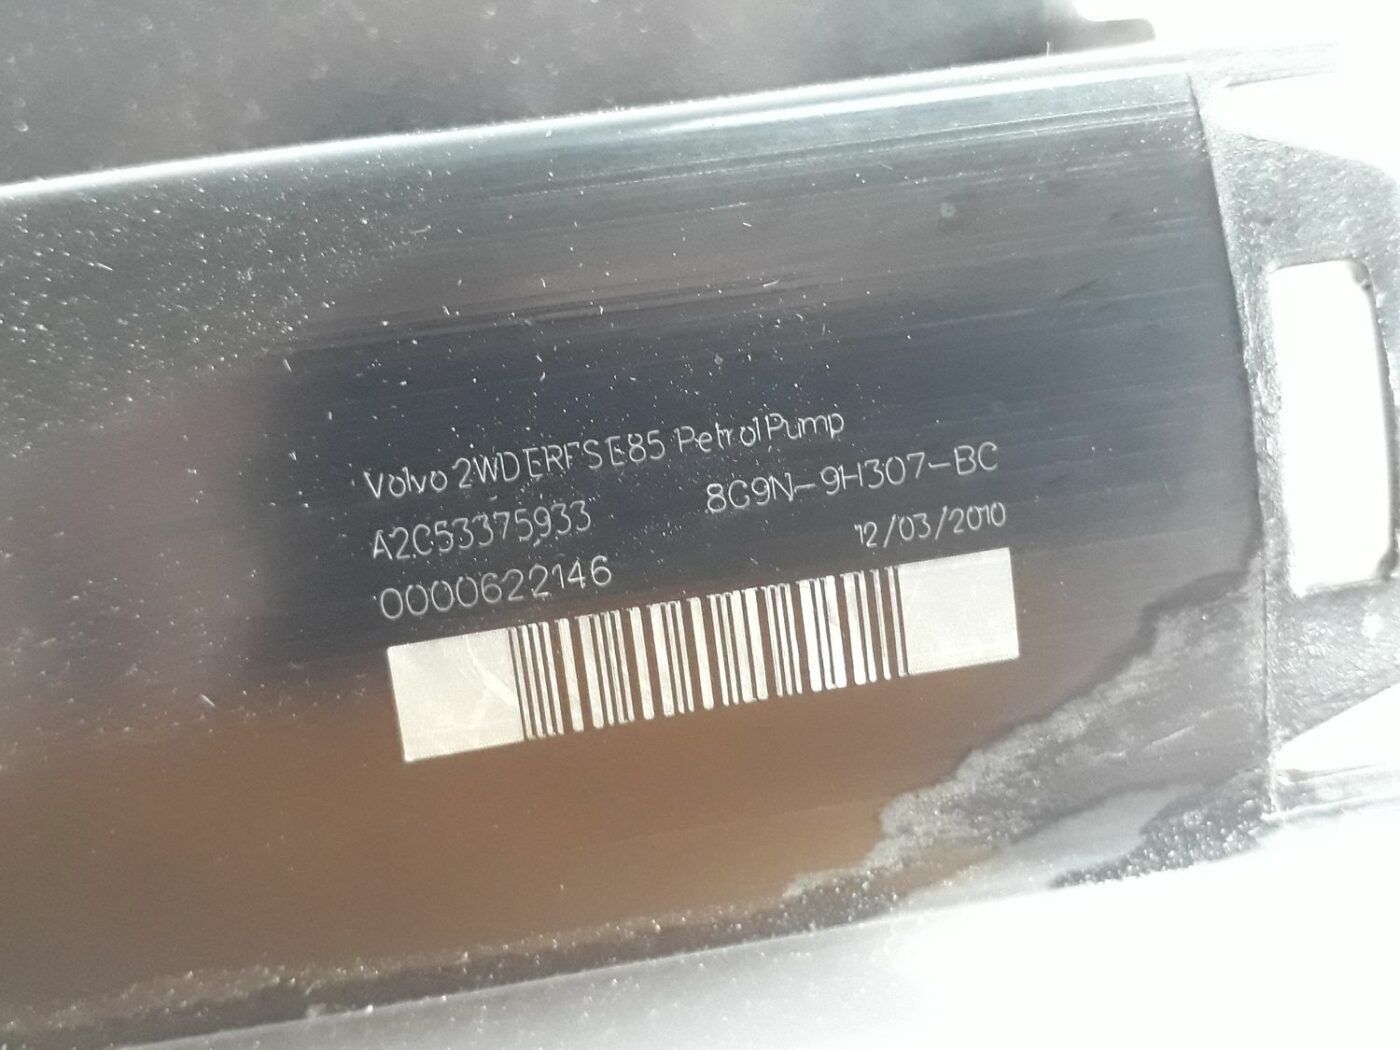 Volvo 2WD ERFS E85 Petrol Pump
A2C53375933 8G9N-9H307-BC
12/03/2010
0000622146